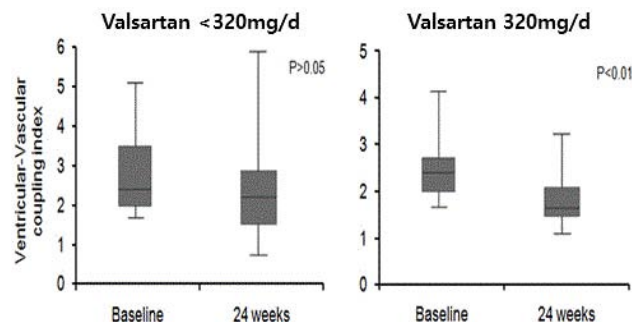 Valsartan <320mg/d
Valsartan 320mg/d
Ventricular-Vascular
coupling index
6
5
4
3
2
1
0
P>0.05
Baseline
24 weeks
5
4
3
2
1
0
P<0.01
Baseline
24 weeks